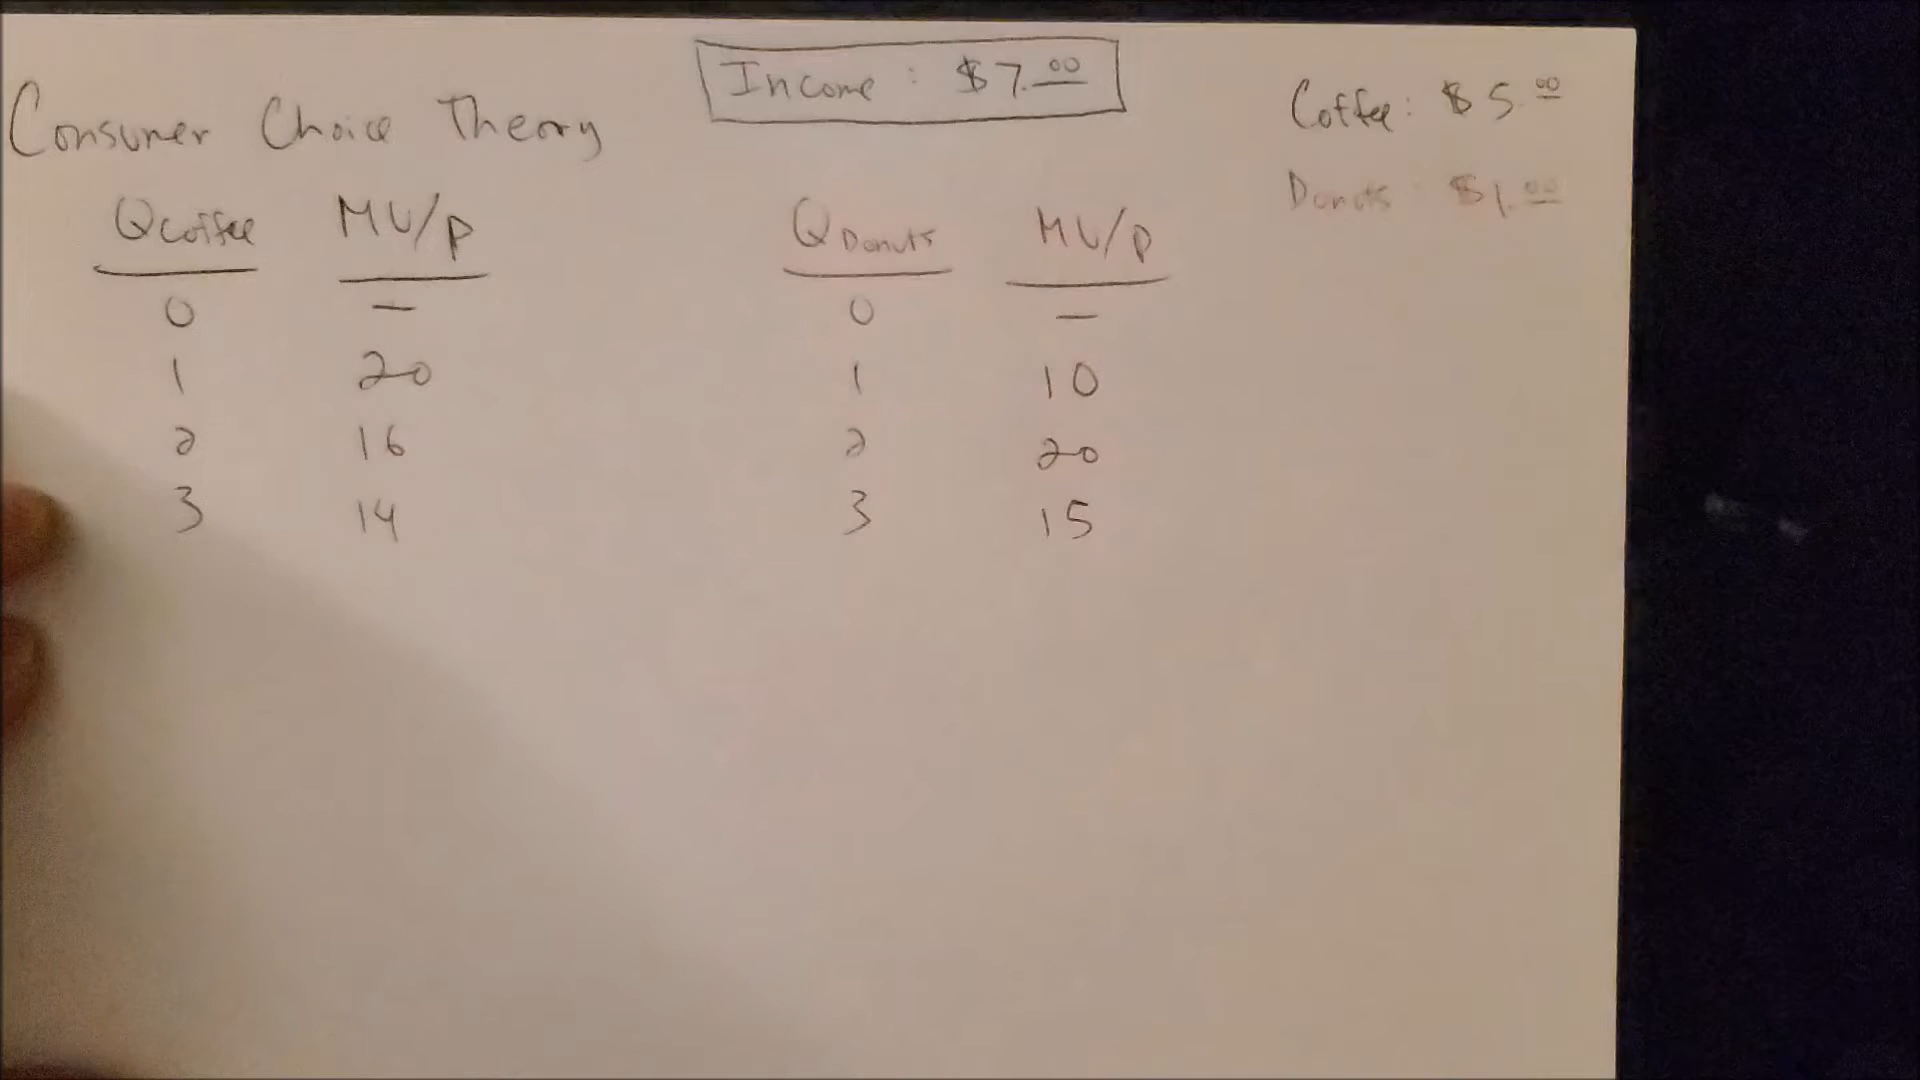 Income : $7.00
Consumer Choice Theory
Coffee : $5.00
Donuts : $1.00
QCoffee MU/P QDonuts MU/P
0 — 0 —
1 20 1 10
2 16 2 20
3 14 3 15